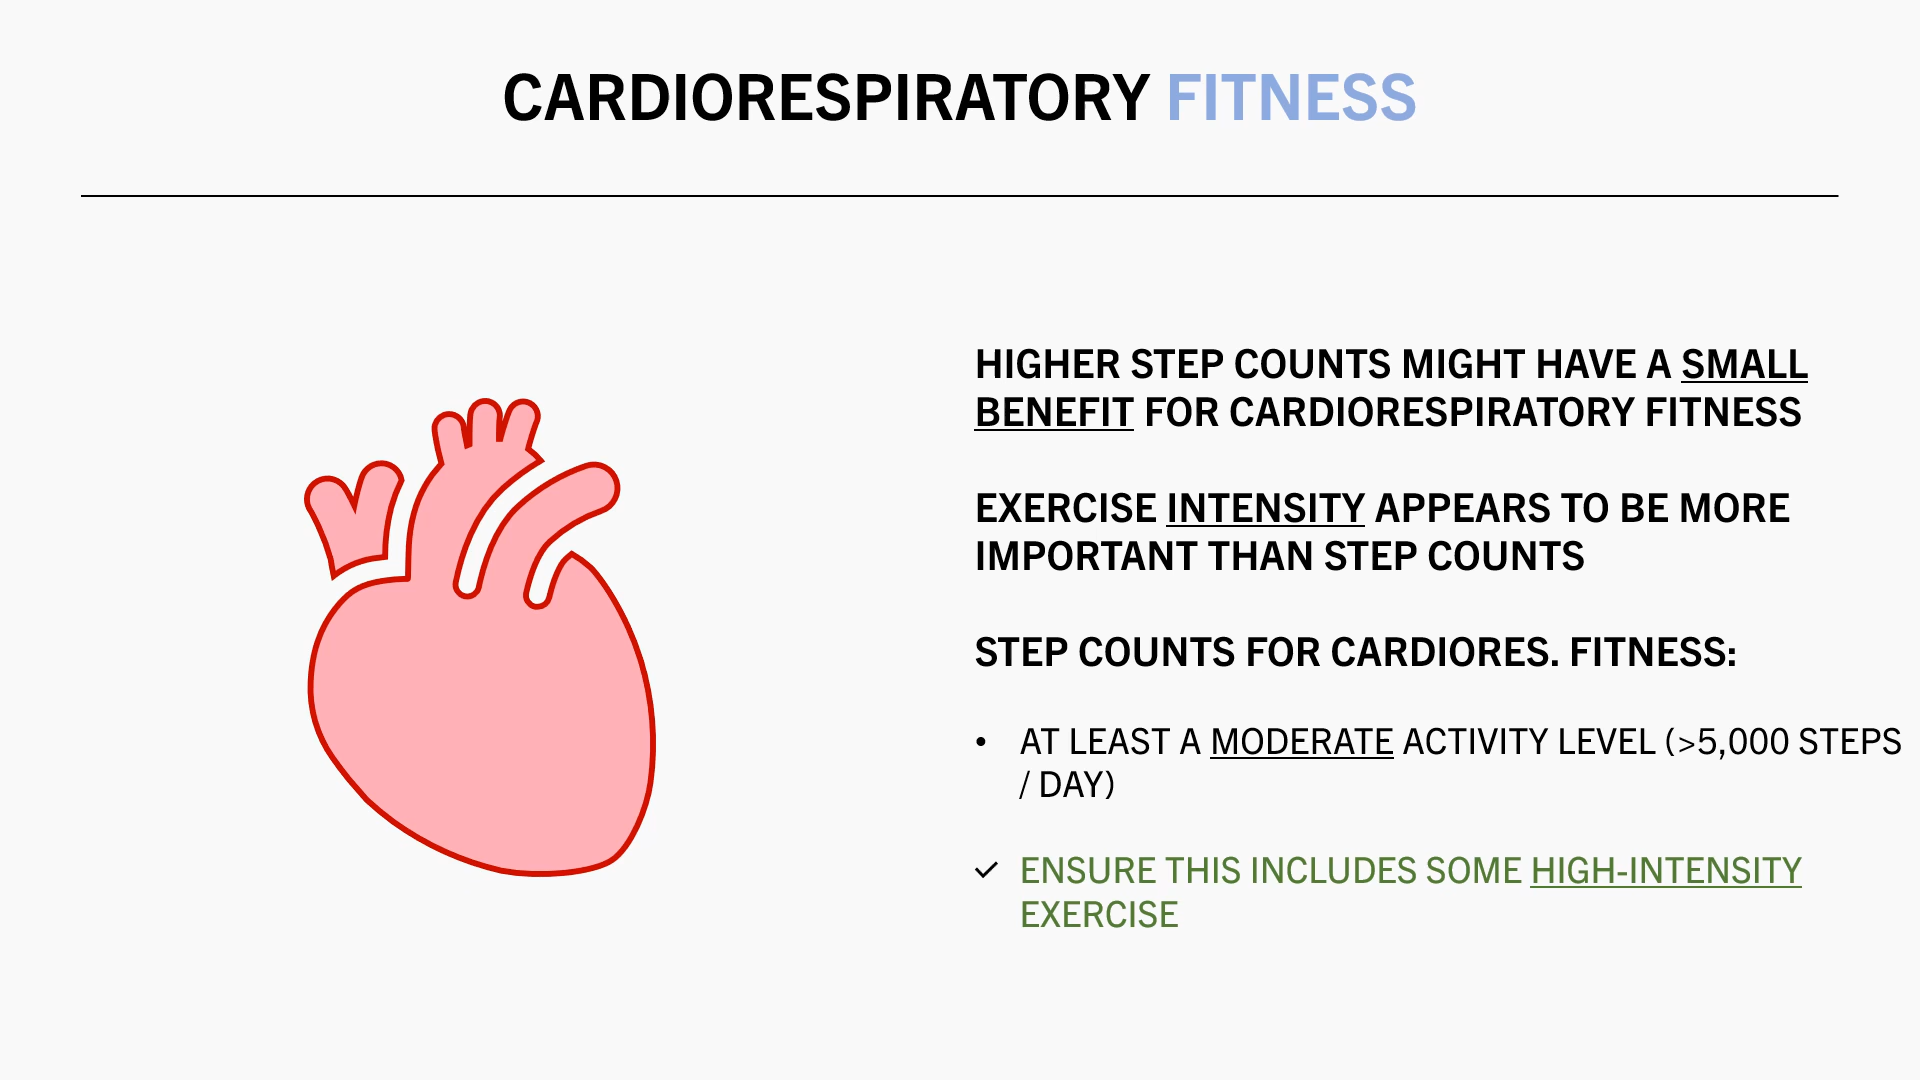 CARDIORESPIRATORY FITNESS
HIGHER STEP COUNTS MIGHT HAVE A SMALL
BENEFIT FOR CARDIORESPIRATORY FITNESS
EXERCISE INTENSITY APPEARS TO BE MORE
IMPORTANT THAN STEP COUNTS
STEP COUNTS FOR CARDIORES. FITNESS:
• AT LEAST A MODERATE ACTIVITY LEVEL (>5,000 STEPS
/ DAY)
✓ ENSURE THIS INCLUDES SOME HIGH-INTENSITY
EXERCISE